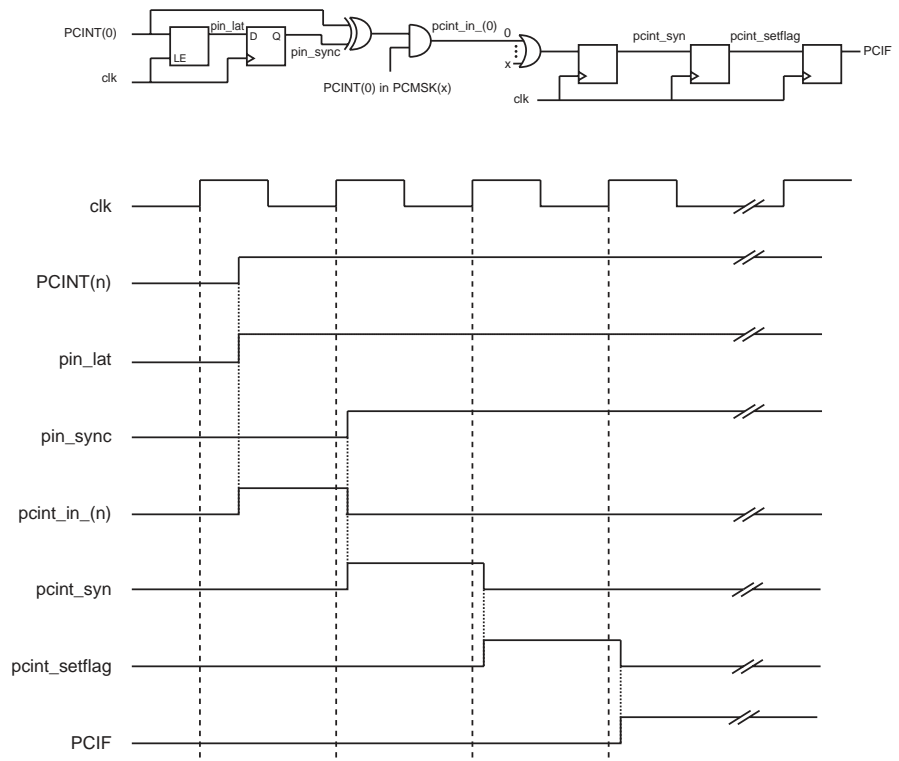 PCINT(0)
pin_lat
D Q
LE
pin_sync
clk
pcint_in_(0)
PCINT(0) in PCMSK(x)
0
x
clk
pcint_syn
pcint_setflag
PCIF
clk
PCINT(n)
pin_lat
pin_sync
pcint_in_(n)
pcint_syn
pcint_setflag
PCIF